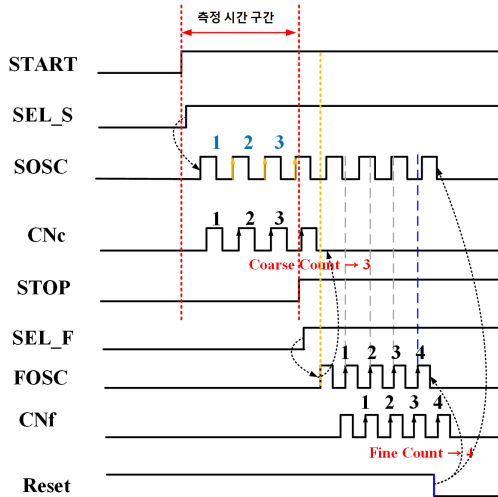 측정 시간 구간
START
SEL_S
1 2 3
SOSC
1 2 3
CNc
Coarse Count → 3
STOP
SEL_F
1 2 3 4
FOSC
1 2 3 4
CNf
Fine Count → 4
Reset